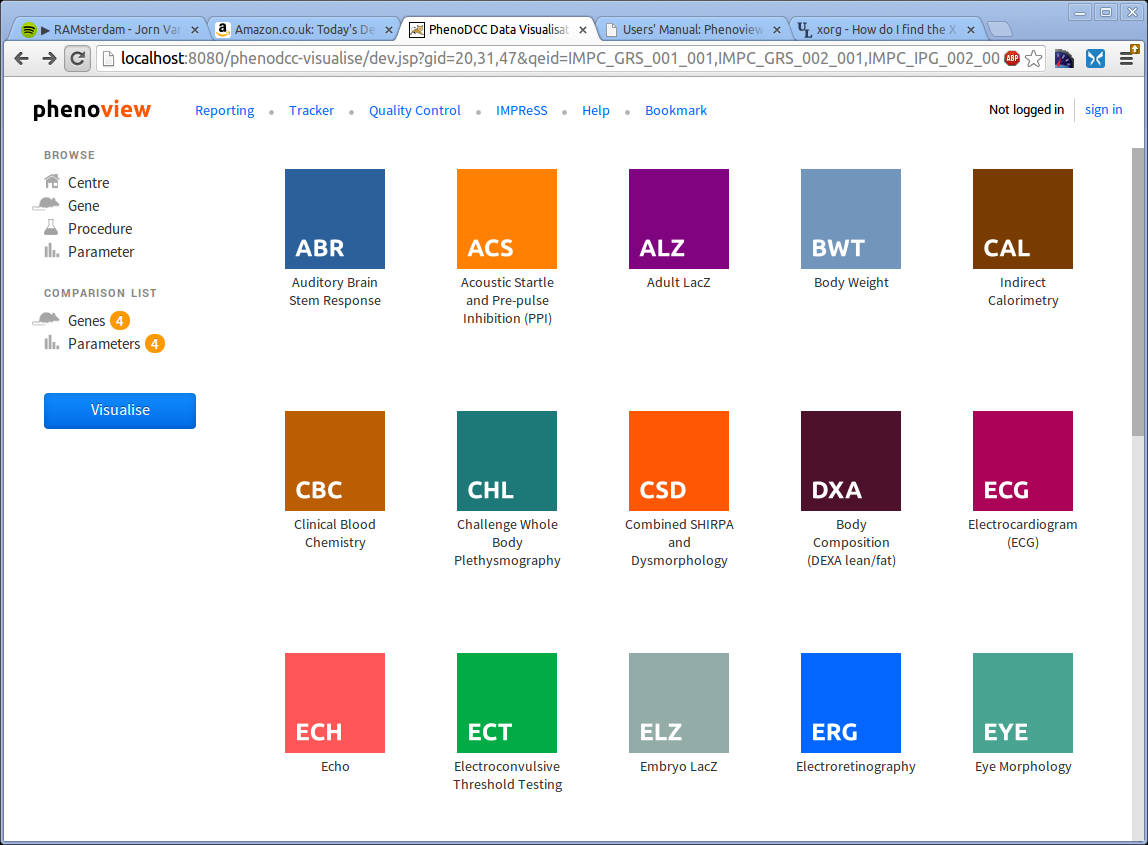 ▶ RAMsterdam - Jorn Van
Amazon.co.uk: Today's De
PhenoDCC Data Visualisat
Users' Manual: Phenoview
xorg - How do I find the X
localhost:8080/phenodcc-visualise/dev.jsp?gid=20,31,47&qeid=IMPC_GRS_001_001,IMPC_GRS_002_001,IMPC_IPG_002_00
ABP
phenoview
Reporting • Tracker • Quality Control • IMPReSS • Help • Bookmark
Not logged in
sign in
BROWSE
Centre
Gene
Procedure
Parameter
COMPARISON LIST
Genes 4
Parameters 4
Visualise
ABR
Auditory Brain
Stem Response
ACS
Acoustic Startle
and Pre-pulse
Inhibition (PPI)
ALZ
Adult LacZ
BWT
Body Weight
CAL
Indirect
Calorimetry
CBC
Clinical Blood
Chemistry
CHL
Challenge Whole
Body
Plethysmography
CSD
Combined SHIRPA
and
Dysmorphology
DXA
Body
Composition
(DEXA lean/fat)
ECG
Electrocardiogram
(ECG)
ECH
Echo
ECT
Electroconvulsive
Threshold Testing
ELZ
Embryo LacZ
ERG
Electroretinography
EYE
Eye Morphology